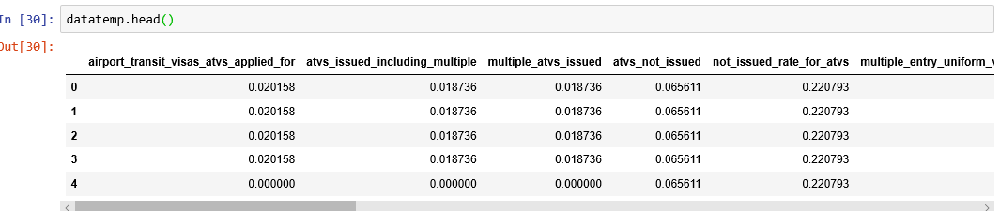 In [30]: datatemp.head()
Out[30]:
airport_transit_visas_atvs_applied_for atvs_issued_including_multiple multiple_atvs_issued atvs_not_issued not_issued_rate_for_atvs multiple_entry_uniform_v
0 0.020158 0.018736 0.018736 0.065611 0.220793
1 0.020158 0.018736 0.018736 0.065611 0.220793
2 0.020158 0.018736 0.018736 0.065611 0.220793
3 0.020158 0.018736 0.018736 0.065611 0.220793
4 0.000000 0.000000 0.000000 0.065611 0.220793